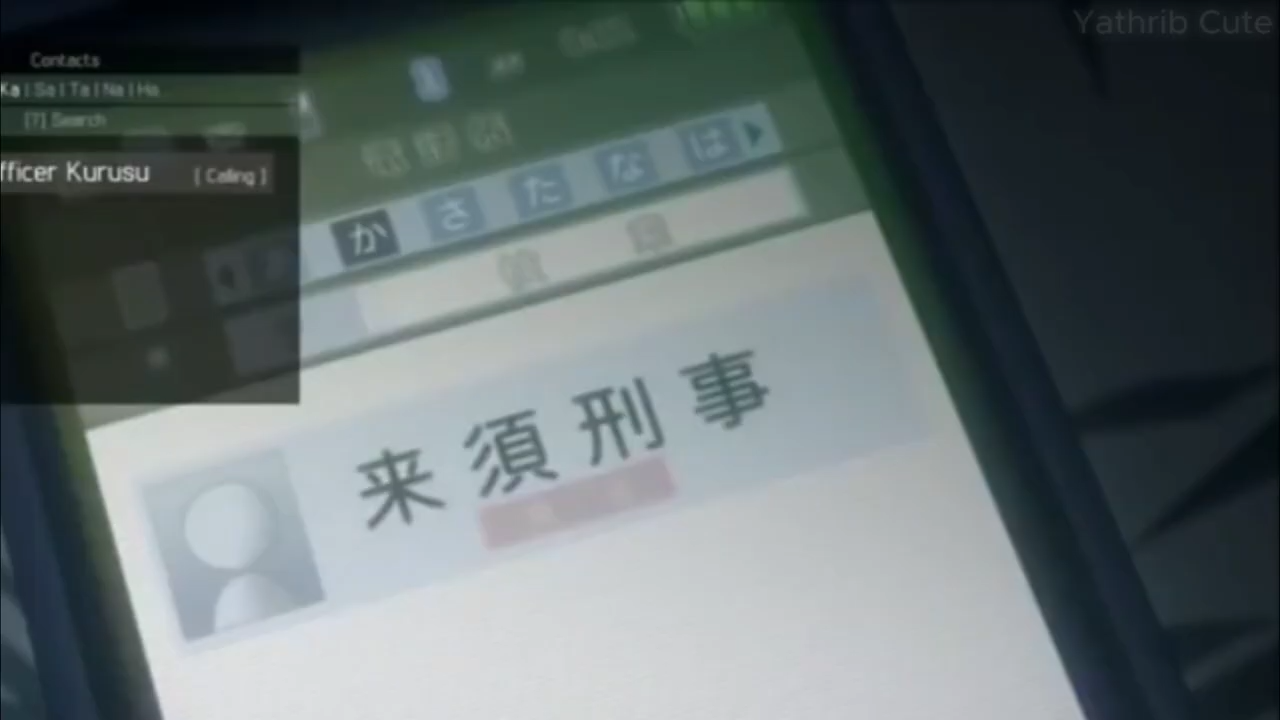 Yathrib Cute
Contacts
Ka | Sa | Ta | Na | Ha
[?] Search
fficer Kurusu [ Calling ]
か さ た な は
来須刑事